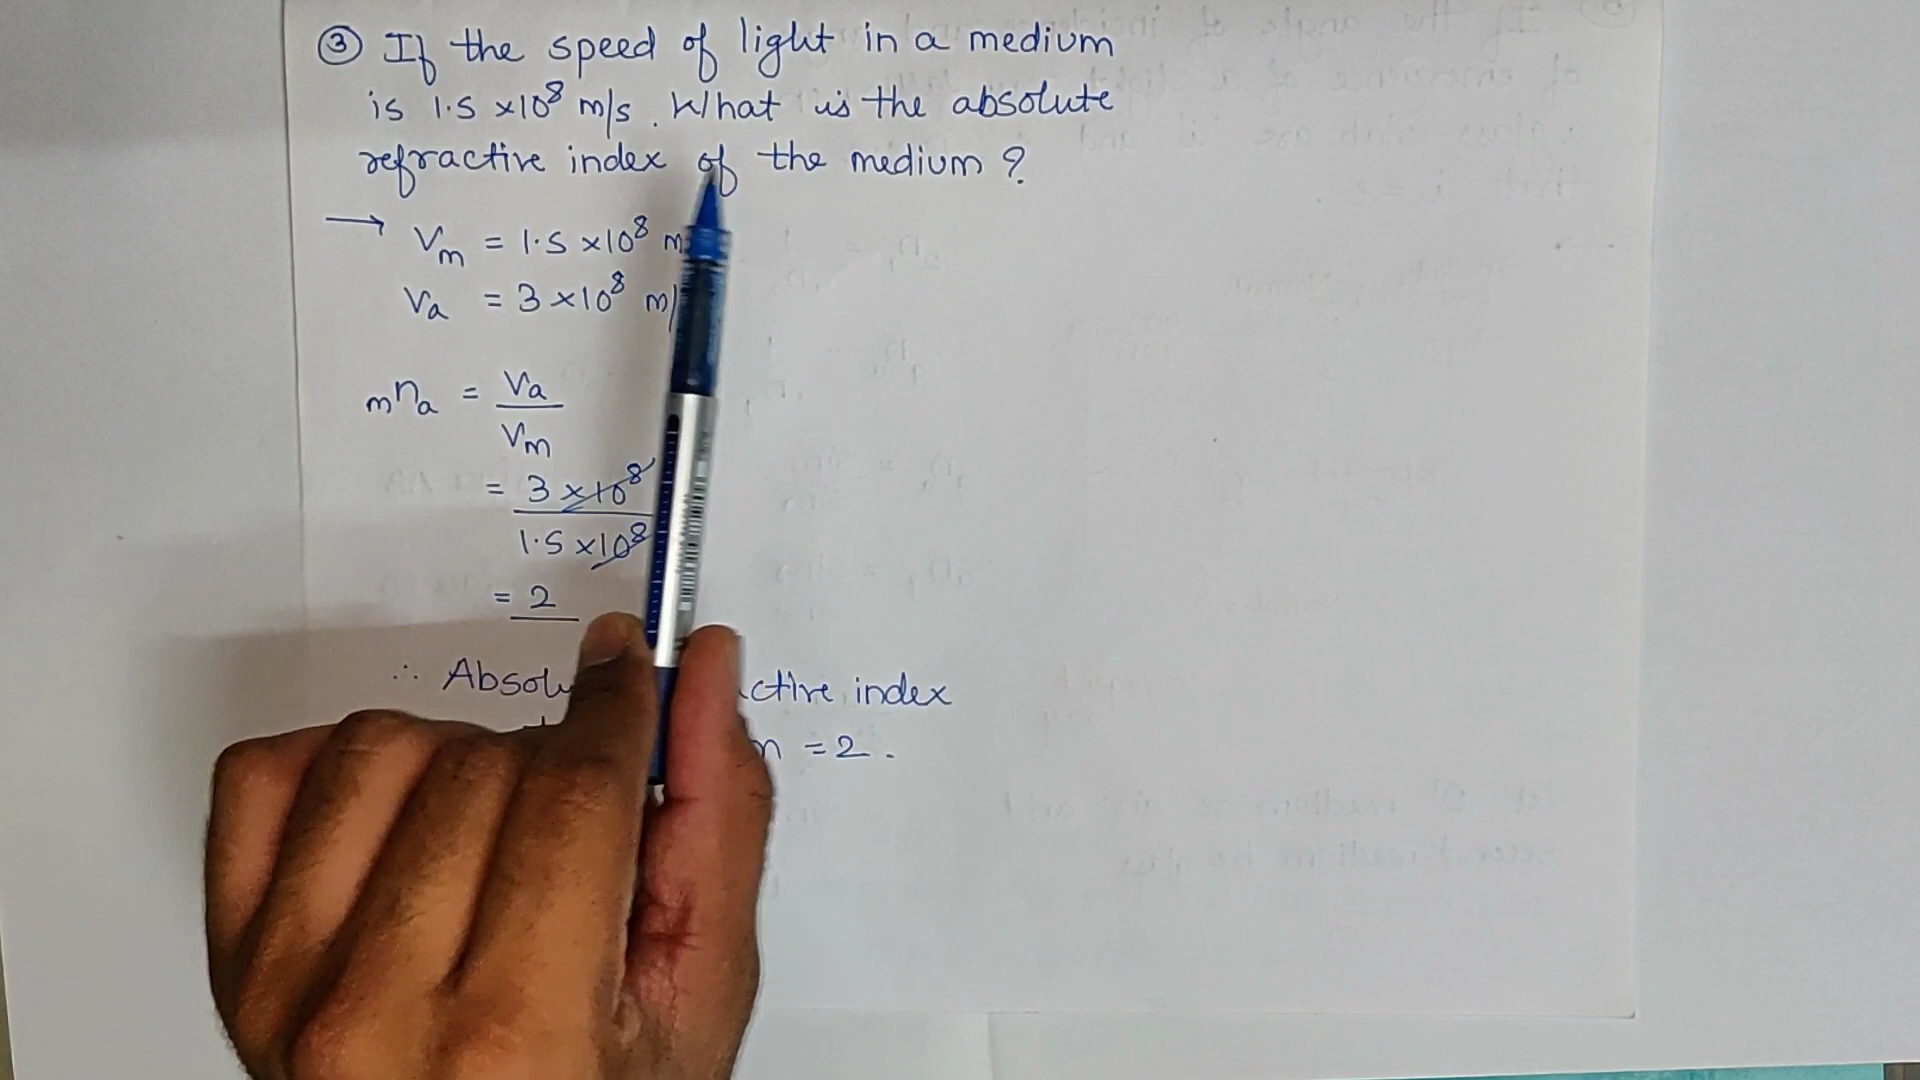 ③ If the speed of light in a medium
is 1.5 ×10⁸ m/s. What is the absolute
refractive index of the medium ?
→ Vm = 1.5 ×10⁸ m
Va = 3 ×10⁸ m/
mna = Va / Vm
= 3 ×10⁸ / 1.5 ×10⁸
= 2
∴ Absolu ctive index
m = 2 .